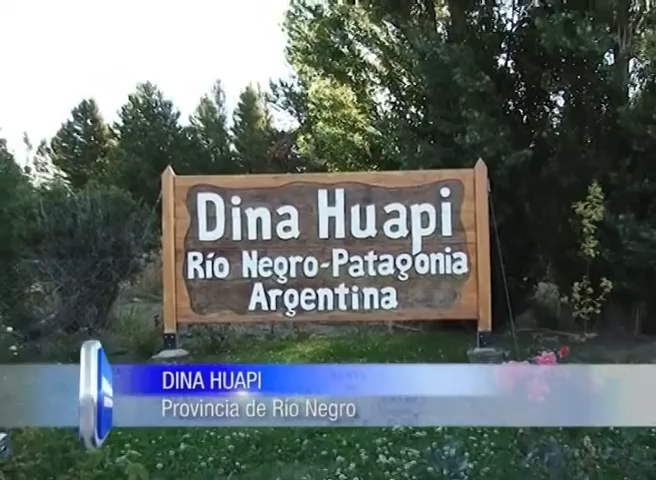 Dina Huapi
Río Negro-Patagonia
Argentina
DINA HUAPI
Provincia de Río Negro